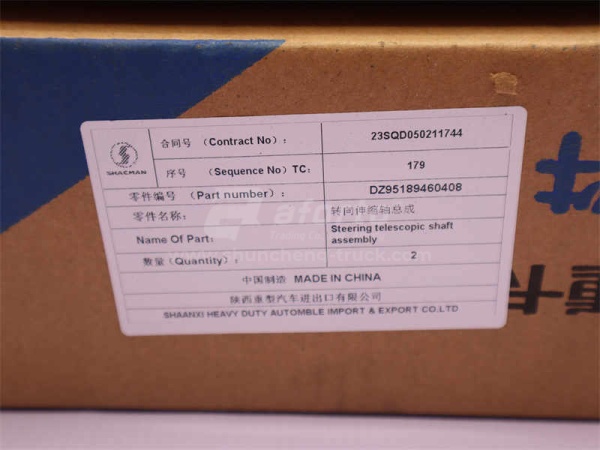 合同号 (Contract No): 23SQD050211744
SHACMAN
序号 (Sequence No) TC: 179
零件编号 (Part number): DZ95189460408
零件名称: 转向伸缩轴总成
Name Of Part: Steering telescopic shaft
assembly
数量 (Quantity): 2
中国制造 MADE IN CHINA
陕西重型汽车进出口有限公司
SHAANXI HEAVY DUTY AUTOMBLE IMPORT & EXPORT CO.LTD